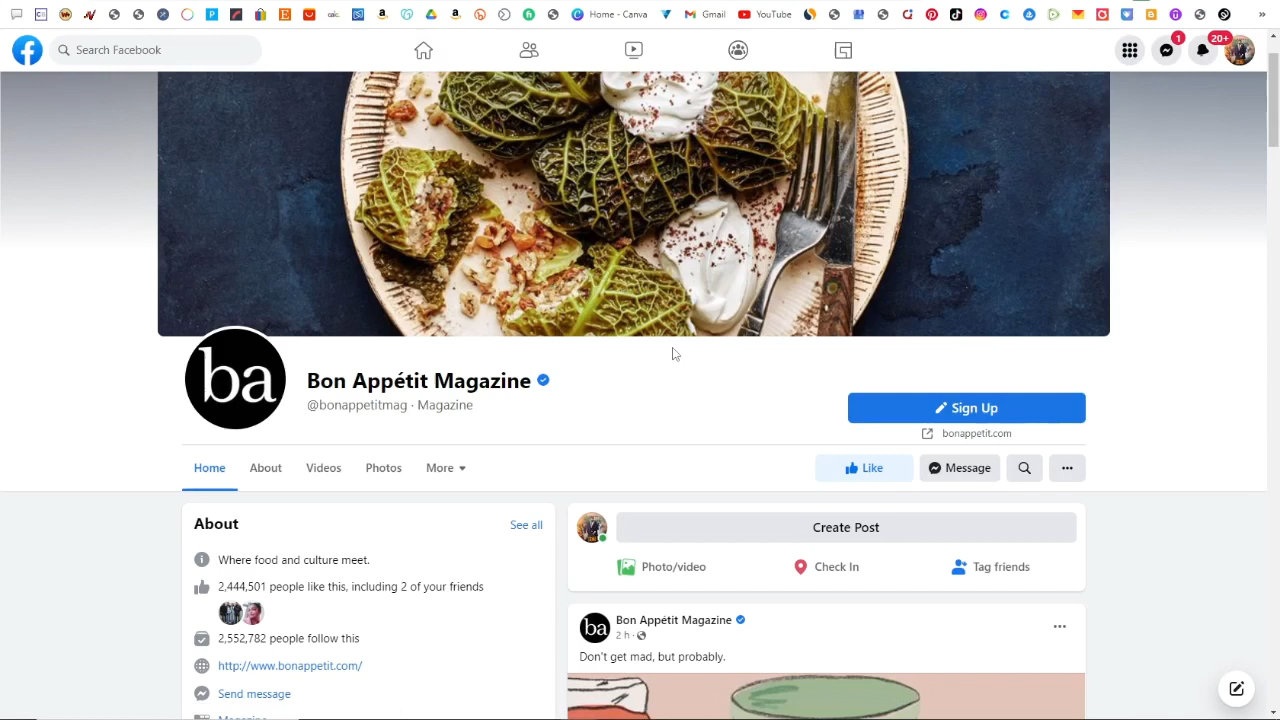 calc.
Home - Canva
Gmail
YouTube
Search Facebook
1
20+
ba
Bon Appétit Magazine
@bonappetitmag · Magazine
Sign Up
bonappetit.com
Home
About
Videos
Photos
More
Like
Message
About
See all
Create Post
Where food and culture meet.
Photo/video
Check In
Tag friends
2,444,501 people like this, including 2 of your friends
ba
Bon Appétit Magazine
2 h ·
2,552,782 people follow this
Don't get mad, but probably.
http://www.bonappetit.com/
Send message
Magazine